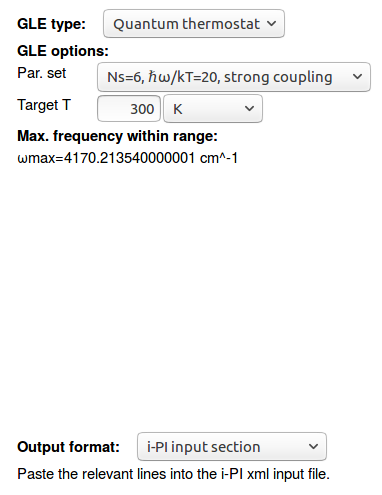 GLE type: Quantum thermostat
GLE options:
Par. set Ns=6, ℏω/kT=20, strong coupling
Target T 300 K
Max. frequency within range:
ωmax=4170.213540000001 cm^-1
Output format: i-PI input section
Paste the relevant lines into the i-PI xml input file.